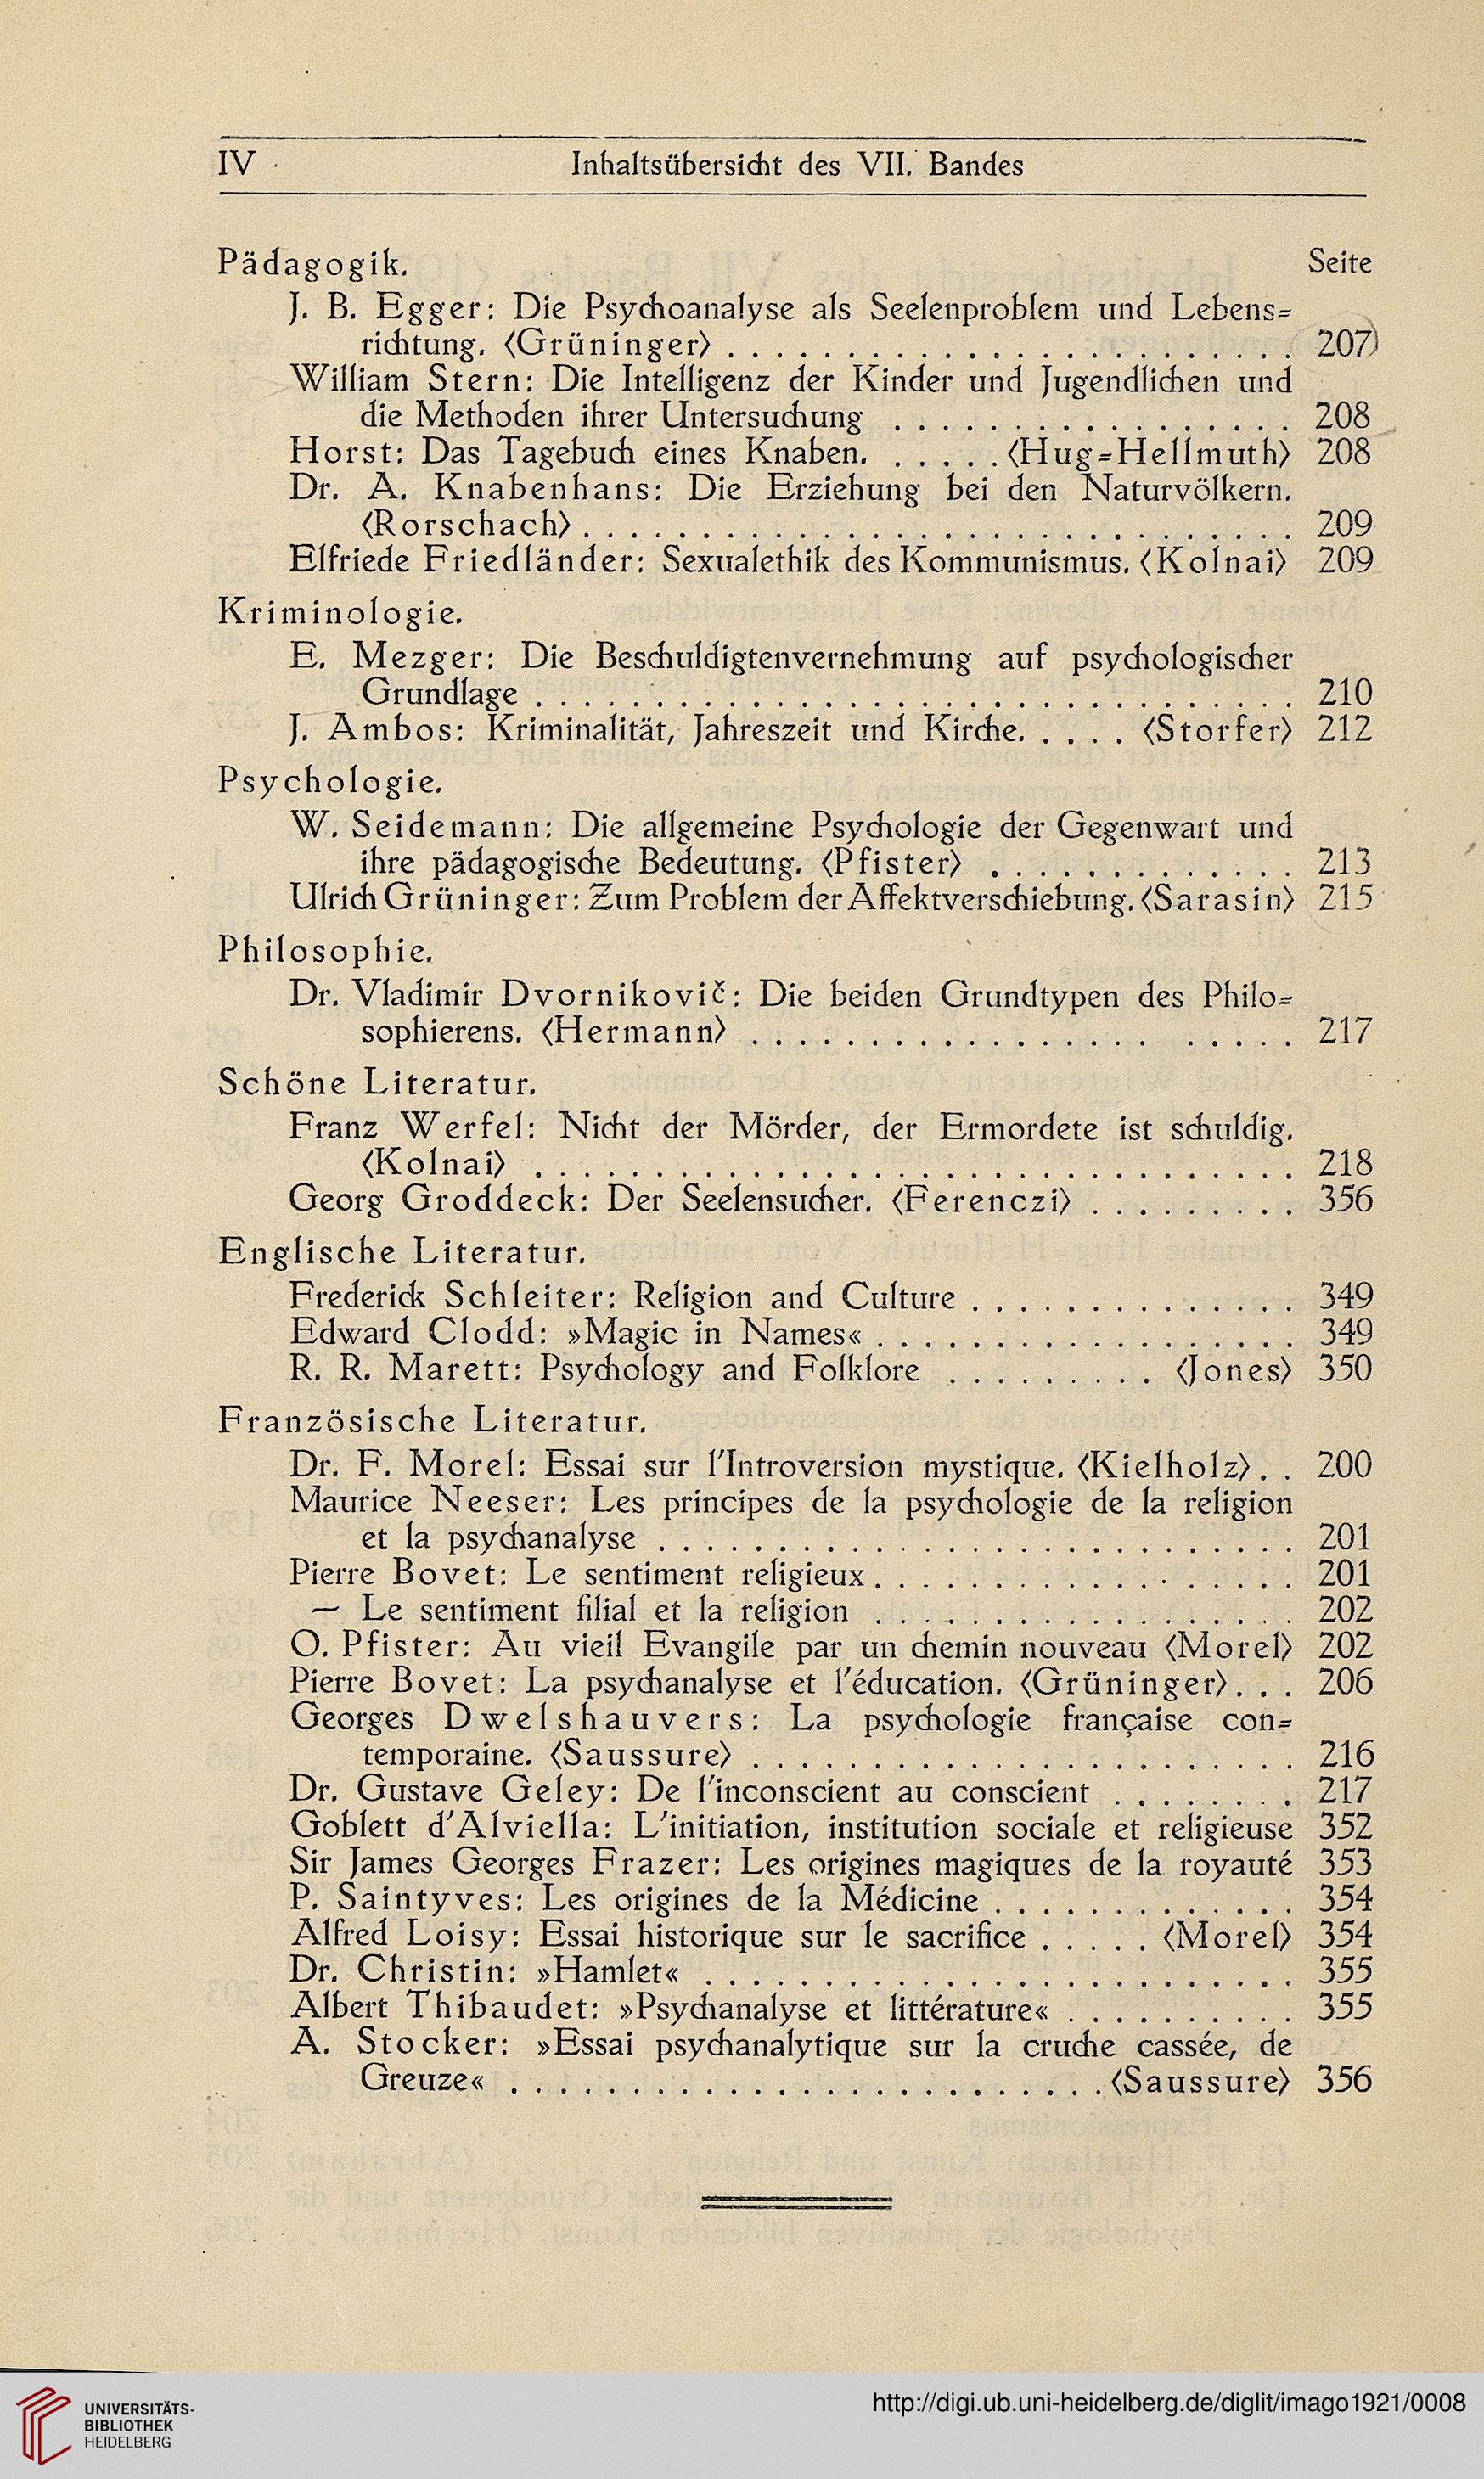 IV
Inhaltsübersicht des VII. Bandes
Pädagogik. Seite
J. B. Egger: Die Psychoanalyse als Seelenproblem und Lebens-
richtung. (Grüninger) . . . . . . . . . . . . . . . . . . . . . . . . 207
William Stern: Die Intelligenz der Kinder und Jugendlichen und
die Methoden ihrer Untersuchung . . . . . . . . . . . . . . . . . 208
Horst: Das Tagebuch eines Knaben. . . . . . (Hug-Hellmuth) 208
Dr. A. Knabenhans: Die Erziehung bei den Naturvölkern.
(Rorschach) . . . . . . . . . . . . . . . . . . . . . . . . . . . . . . 209
Elfriede Friedländer: Sexualethik des Kommunismus. (Kolnai) 209
Kriminologie.
E. Mezger: Die Beschuldigtenvernehmung auf psychologischer
Grundlage . . . . . . . . . . . . . . . . . . . . . . . . . . . . . . . . 210
J. Ambos: Kriminalität, Jahreszeit und Kirche. . . . . (Storfer) 212
Psychologie.
W. Seidemann: Die allgemeine Psychologie der Gegenwart und
ihre pädagogische Bedeutung. (Pfister) . . . . . . . . . . . . . 213
Ulrich Grüninger: Zum Problem der Affektverschiebung. (Sarasin) 215
Philosophie.
Dr. Vladimir Dvorniković: Die beiden Grundtypen des Philo-
sophierens. (Hermann) . . . . . . . . . . . . . . . . . . . . . . . 217
Schöne Literatur.
Franz Werfel: Nicht der Mörder, der Ermordete ist schuldig.
(Kolnai) . . . . . . . . . . . . . . . . . . . . . . . . . . . . . . . . 218
Georg Groddeck: Der Seelensucher. (Ferenczi) . . . . . . . . . 356
Englische Literatur.
Frederick Schleiter: Religion and Culture . . . . . . . . . . . . . . 349
Edward Clodd: »Magic in Names« . . . . . . . . . . . . . . . . . . 349
R. R. Marett: Psychology and Folklore . . . . . . . . . (Jones) 350
Französische Literatur.
Dr. F. Morel: Essai sur l'Introversion mystique. (Kielholz) . . 200
Maurice Neeser: Les principes de la psychologie de la religion
et la psychanalyse . . . . . . . . . . . . . . . . . . . . . . . . . . . 201
Pierre Bovet: Le sentiment religieux . . . . . . . . . . . . . . . . . . 201
— Le sentiment filial et la religion . . . . . . . . . . . . . . . . . . 202
O. Pfister: Au vieil Evangile par un chemin nouveau (Morel) 202
Pierre Bovet: La psychanalyse et l'éducation. (Grüninger) . . . 206
Georges Dwelshauvers: La psychologie française con-
temporaine. (Saussure) . . . . . . . . . . . . . . . . . . . . . . . 216
Dr. Gustave Geley: De l'inconscient au conscient . . . . . . . . 217
Goblett d'Alviella: L'initiation, institution sociale et religieuse 352
Sir James Georges Frazer: Les origines magiques de la royauté 353
P. Saintyves: Les origines de la Médicine . . . . . . . . . . . . . 354
Alfred Loisy: Essai historique sur le sacrifice . . . . . (Morel) 354
Dr. Christin: »Hamlet« . . . . . . . . . . . . . . . . . . . . . . . . . 355
Albert Thibaudet: »Psychanalyse et littérature« . . . . . . . . . . 355
A. Stocker: »Essai psychanalytique sur la cruche cassée, de
Greuze« . . . . . . . . . . . . . . . . . . . . . . . . . (Saussure) 356
UNIVERSITÄTS-
BIBLIOTHEK
HEIDELBERG
http://digi.ub.uni-heidelberg.de/diglit/imago1921/0008